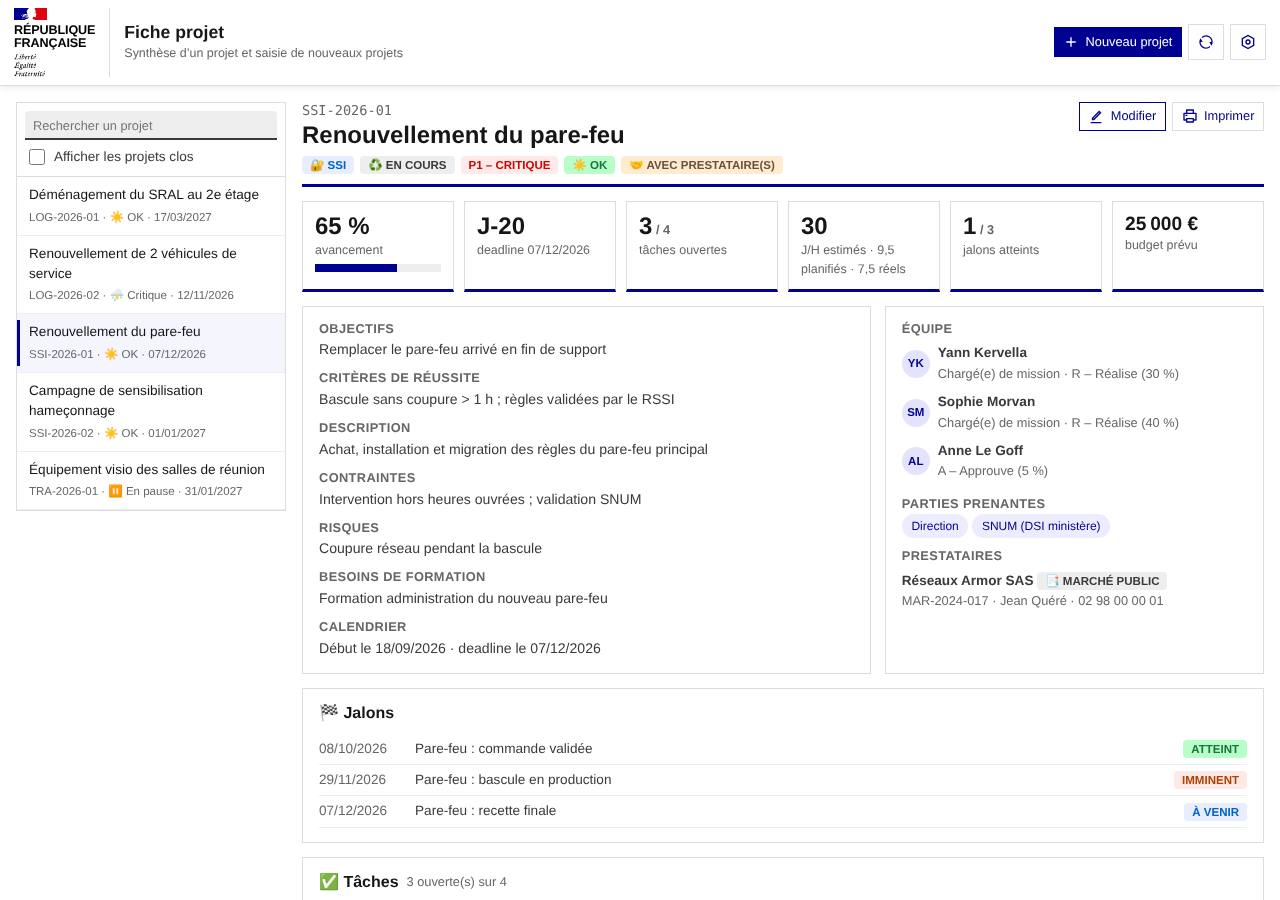 RÉPUBLIQUE
FRANÇAISE
Liberté
Égalité
Fraternité
Fiche projet
Synthèse d'un projet et saisie de nouveaux projets
Nouveau projet
Rechercher un projet
Afficher les projets clos
Déménagement du SRAL au 2e étage
LOG-2026-01 · ☀️ OK · 17/03/2027
Renouvellement de 2 véhicules de
service
LOG-2026-02 · ⛈️ Critique · 12/11/2026
Renouvellement du pare-feu
SSI-2026-01 · ☀️ OK · 07/12/2026
Campagne de sensibilisation
hameçonnage
SSI-2026-02 · ☀️ OK · 01/01/2027
Équipement visio des salles de réunion
TRA-2026-01 · ⏸️ En pause · 31/01/2027
SSI-2026-01
Renouvellement du pare-feu
Modifier
Imprimer
🔐 SSI ♻️ EN COURS P1 – CRITIQUE ☀️ OK 🤝 AVEC PRESTATAIRE(S)
65 %
avancement
J-20
deadline 07/12/2026
3 / 4
tâches ouvertes
30
J/H estimés · 9,5
planifiés · 7,5 réels
1 / 3
jalons atteints
25 000 €
budget prévu
OBJECTIFS
Remplacer le pare-feu arrivé en fin de support
CRITÈRES DE RÉUSSITE
Bascule sans coupure > 1 h ; règles validées par le RSSI
DESCRIPTION
Achat, installation et migration des règles du pare-feu principal
CONTRAINTES
Intervention hors heures ouvrées ; validation SNUM
RISQUES
Coupure réseau pendant la bascule
BESOINS DE FORMATION
Formation administration du nouveau pare-feu
CALENDRIER
Début le 18/09/2026 · deadline le 07/12/2026
ÉQUIPE
YK
Yann Kervella
Chargé(e) de mission · R – Réalise (30 %)
SM
Sophie Morvan
Chargé(e) de mission · R – Réalise (40 %)
AL
Anne Le Goff
A – Approuve (5 %)
PARTIES PRENANTES
Direction SNUM (DSI ministère)
PRESTATAIRES
Réseaux Armor SAS 📑 MARCHÉ PUBLIC
MAR-2024-017 · Jean Quéré · 02 98 00 00 01
🏁 Jalons
08/10/2026 Pare-feu : commande validée ATTEINT
29/11/2026 Pare-feu : bascule en production IMMINENT
07/12/2026 Pare-feu : recette finale À VENIR
✅ Tâches 3 ouverte(s) sur 4